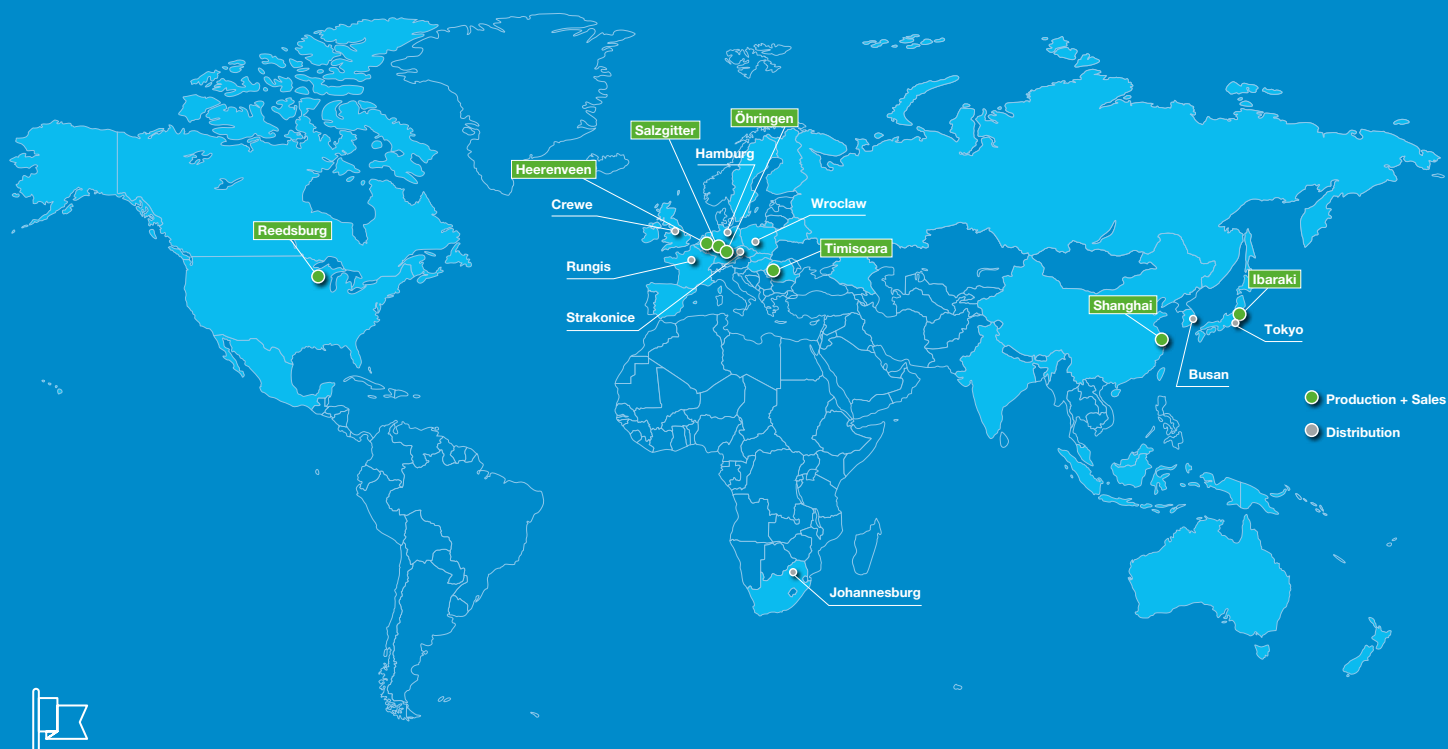 Öhringen
Salzgitter
Hamburg
Heerenveen
Crewe
Wroclaw
Reedsburg
Timisoara
Rungis
Ibaraki
Shanghai
Strakonice
Tokyo
Busan
Production + Sales
Distribution
Johannesburg